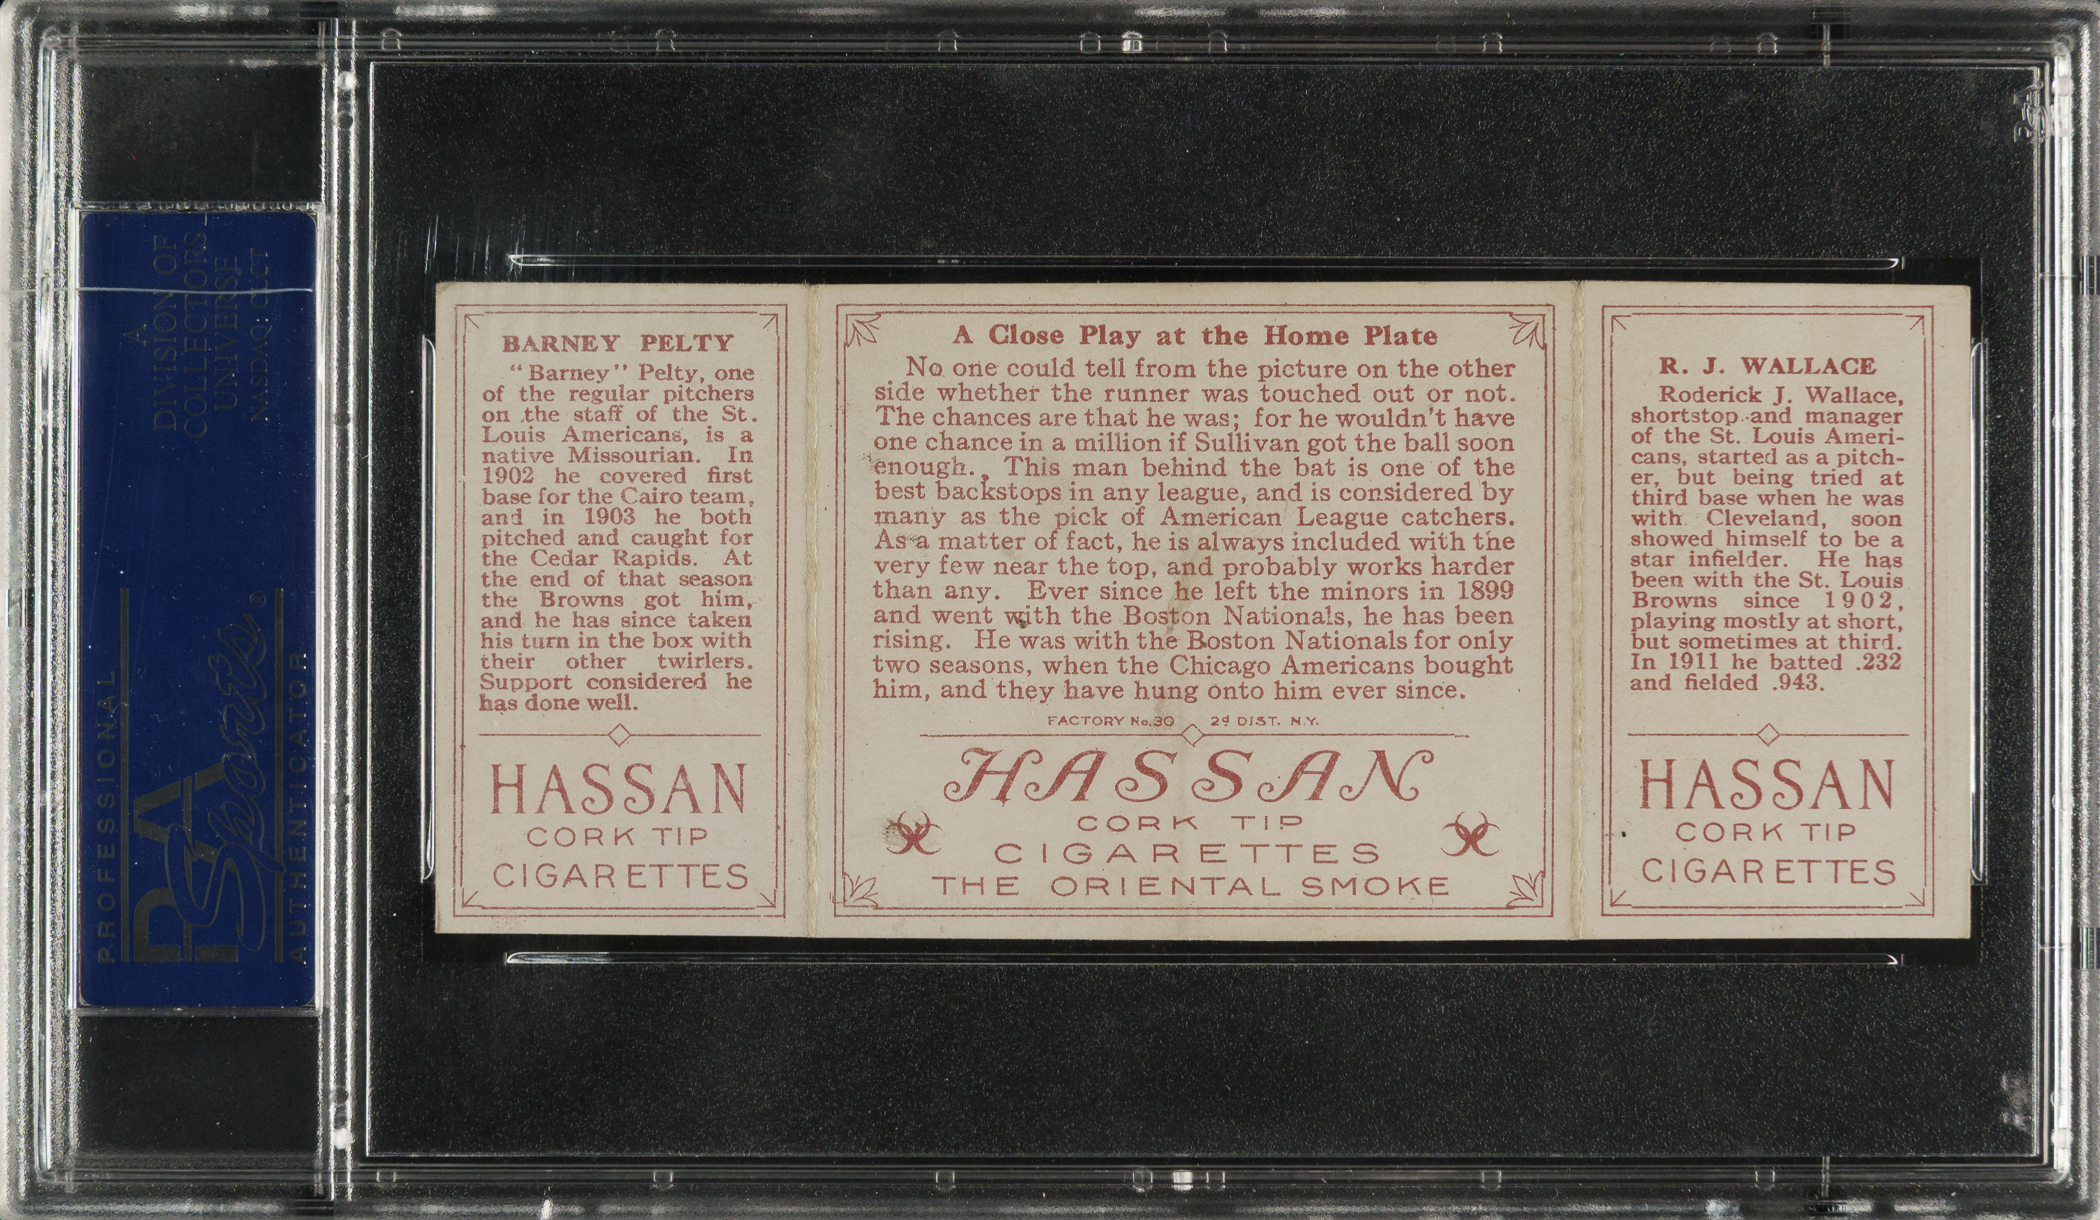 A
DIVISION OF
COLLECTORS
UNIVERSE
NASDAQ: CLCT
PROFESSIONAL
PSA
Sports®
AUTHENTICATOR
BARNEY PELTY
"Barney" Pelty, one
of the regular pitchers
on the staff of the St.
Louis Americans, is a
native Missourian. In
1902 he covered first
base for the Cairo team,
and in 1903 he both
pitched and caught for
the Cedar Rapids. At
the end of that season
the Browns got him,
and he has since taken
his turn in the box with
their other twirlers.
Support considered he
has done well.
HASSAN
CORK TIP
CIGARETTES
A Close Play at the Home Plate
No one could tell from the picture on the other
side whether the runner was touched out or not.
The chances are that he was; for he wouldn't have
one chance in a million if Sullivan got the ball soon
enough. This man behind the bat is one of the
best backstops in any league, and is considered by
many as the pick of American League catchers.
As a matter of fact, he is always included with the
very few near the top, and probably works harder
than any. Ever since he left the minors in 1899
and went with the Boston Nationals, he has been
rising. He was with the Boston Nationals for only
two seasons, when the Chicago Americans bought
him, and they have hung onto him ever since.
FACTORY No. 30 2d DIST. N.Y.
HASSAN
CORK TIP
CIGARETTES
THE ORIENTAL SMOKE
R. J. WALLACE
Roderick J. Wallace,
shortstop and manager
of the St. Louis Ameri-
cans, started as a pitch-
er, but being tried at
third base when he was
with Cleveland, soon
showed himself to be a
star infielder. He has
been with the St. Louis
Browns since 1902,
playing mostly at short,
but sometimes at third.
In 1911 he batted .232
and fielded .943.
HASSAN
CORK TIP
CIGARETTES
PSA